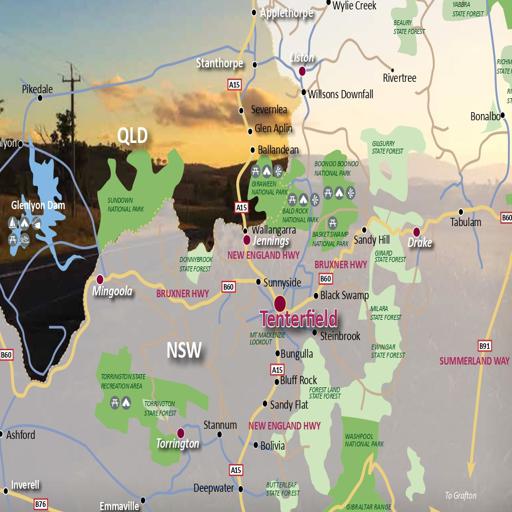 Applethorpe
Wylie Creek
BEAURY
STATE FOREST
YABBRA
STATE FOREST
Stanthorpe
Liston
A15
Rivertree
Pikedale
Willsons Downfall
Severnlea
Bonalbo
Glen Aplin
QLD
Ballandean
GILGURRY
STATE FOREST
BOONOO BOONOO
NATIONAL PARK
GIRRAWEEN
NATIONAL PARK
Glenlyon Dam
SUNDOWN
NATIONAL PARK
A15
BALD ROCK
NATIONAL PARK
B60
Tabulam
BASKET SWAMP
NATIONAL PARK
Wallangarra
Jennings
Sandy Hill
Drake
NEW ENGLAND HWY
GIRARD
STATE FOREST
DONNYBROOK
STATE FOREST
BRUXNER HWY
Mingoola
B60
Sunnyside
B60
BRUXNER HWY
Black Swamp
Tenterfield
MALARA
STATE FOREST
MT MACKENZIE
LOOKOUT
Steinbrook
NSW
B60
Bungulla
EWINGAR
STATE FOREST
B91
SUMMERLAND WAY
A15
TORRINGTON STATE
RECREATION AREA
Bluff Rock
FOREST LAND
STATE FOREST
TORRINGTON
STATE FOREST
Sandy Flat
Stannum
NEW ENGLAND HWY
Ashford
Torrington
Bolivia
WASHPOOL
NATIONAL PARK
A15
Inverell
Deepwater
BUTTERLEAF
STATE FOREST
To Grafton
B76
Emmaville
GIBRALTAR RANGE